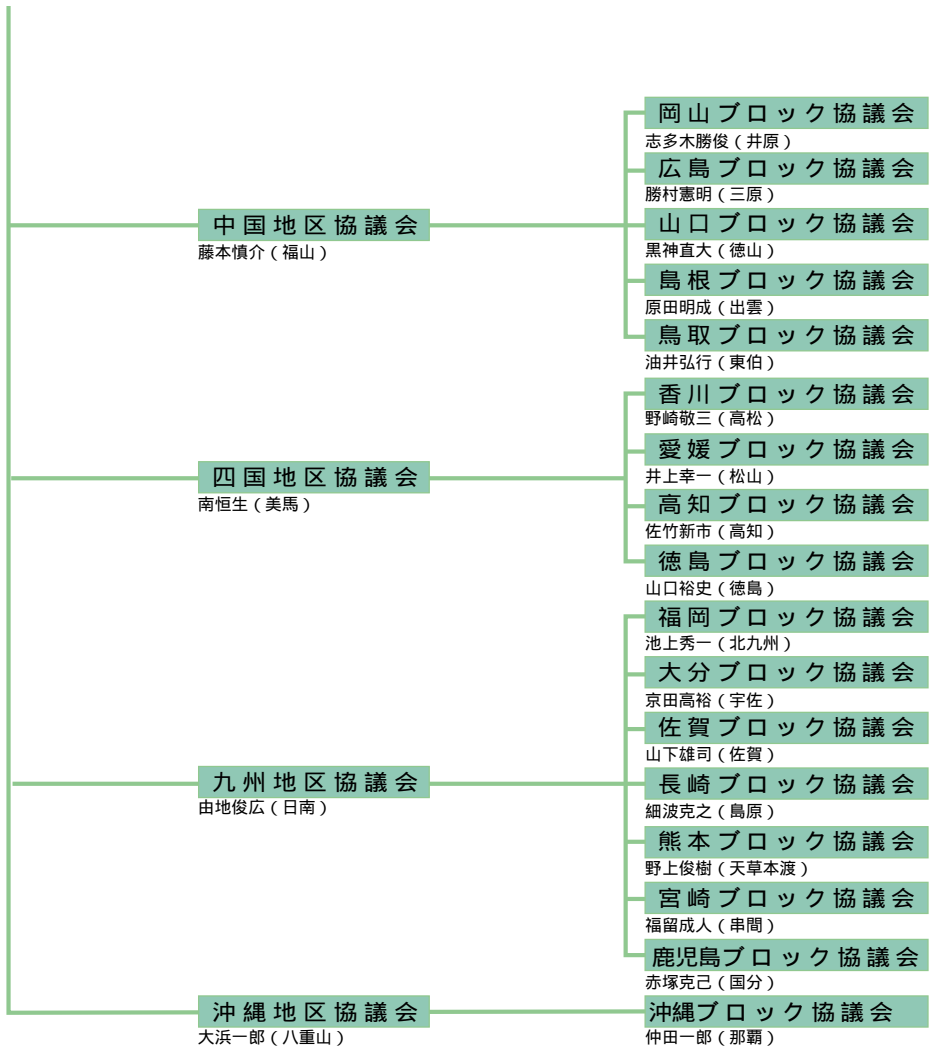 中国地区協議会
藤本慎介（福山）
岡山ブロック協議会
志多木勝俊（井原）
広島ブロック協議会
勝村憲明（三原）
山口ブロック協議会
黒神直大（徳山）
島根ブロック協議会
原田明成（出雲）
鳥取ブロック協議会
油井弘行（東伯）
四国地区協議会
南恒生（美馬）
香川ブロック協議会
野崎敬三（高松）
愛媛ブロック協議会
井上幸一（松山）
高知ブロック協議会
佐竹新市（高知）
徳島ブロック協議会
山口裕史（徳島）
九州地区協議会
由地俊広（日南）
福岡ブロック協議会
池上秀一（北九州）
大分ブロック協議会
京田高裕（宇佐）
佐賀ブロック協議会
山下雄司（佐賀）
長崎ブロック協議会
細波克之（島原）
熊本ブロック協議会
野上俊樹（天草本渡）
宮崎ブロック協議会
福留成人（串間）
鹿児島ブロック協議会
赤塚克己（国分）
沖縄地区協議会
大浜一郎（八重山）
沖縄ブロック協議会
仲田一郎（那覇）